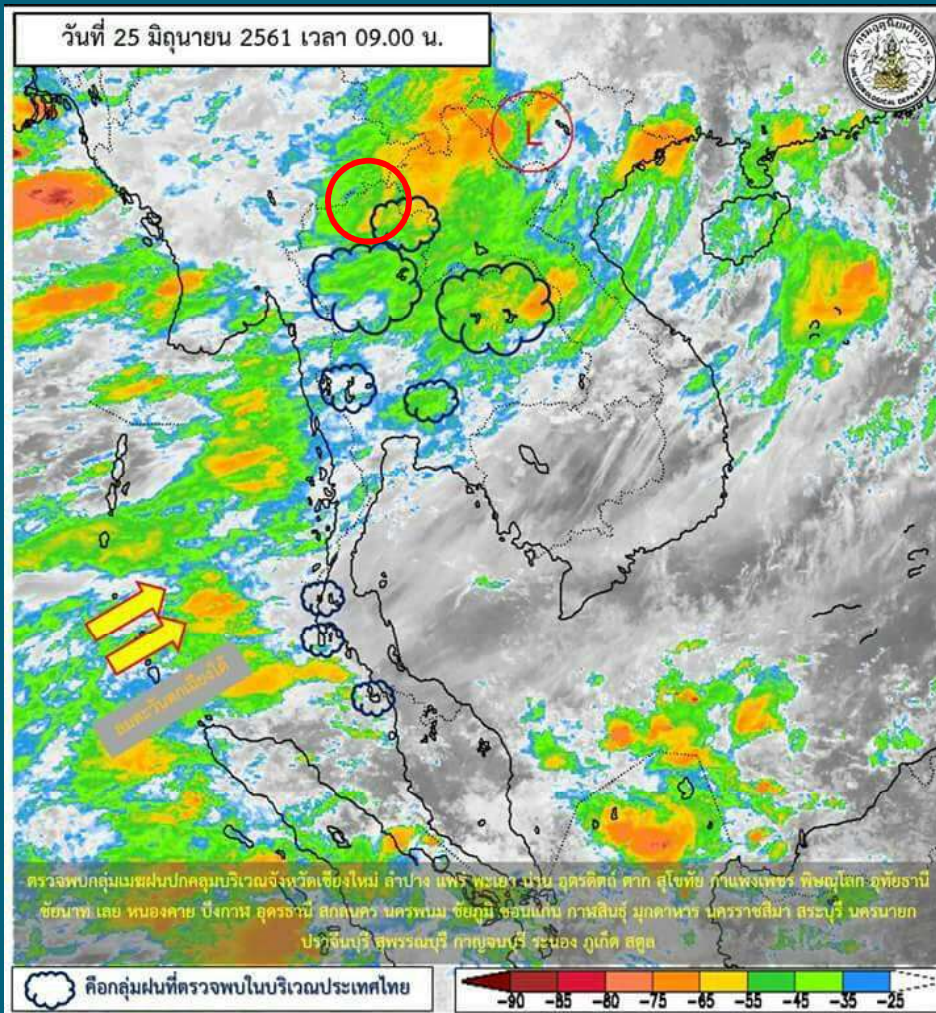 วันที่ 25 มิถุนายน 2561 เวลา 09.00 น.
กรมอุตุนิยมวิทยา
METEOROLOGICAL DEPARTMENT
L
ลมตะวันตกเฉียงใต้
ตรวจพบกลุ่มเมฆฝนปกคลุมบริเวณจังหวัดเชียงใหม่ ลำปาง แพร่ พะเยา น่าน อุตรดิตถ์ ตาก สุโขทัย กำแพงเพชร พิษณุโลก อุทัยธานี
ชัยนาท เลย หนองคาย บึงกาฬ อุดรธานี สกลนคร นครพนม ชัยภูมิ ขอนแก่น กาฬสินธุ์ มุกดาหาร นครราชสีมา สระบุรี นครนายก
ปราจีนบุรี สุพรรณบุรี กาญจนบุรี ระนอง ภูเก็ต สตูล
คือกลุ่มฝนที่ตรวจพบในบริเวณประเทศไทย
-90 -85 -80 -75 -65 -55 -45 -35 -25